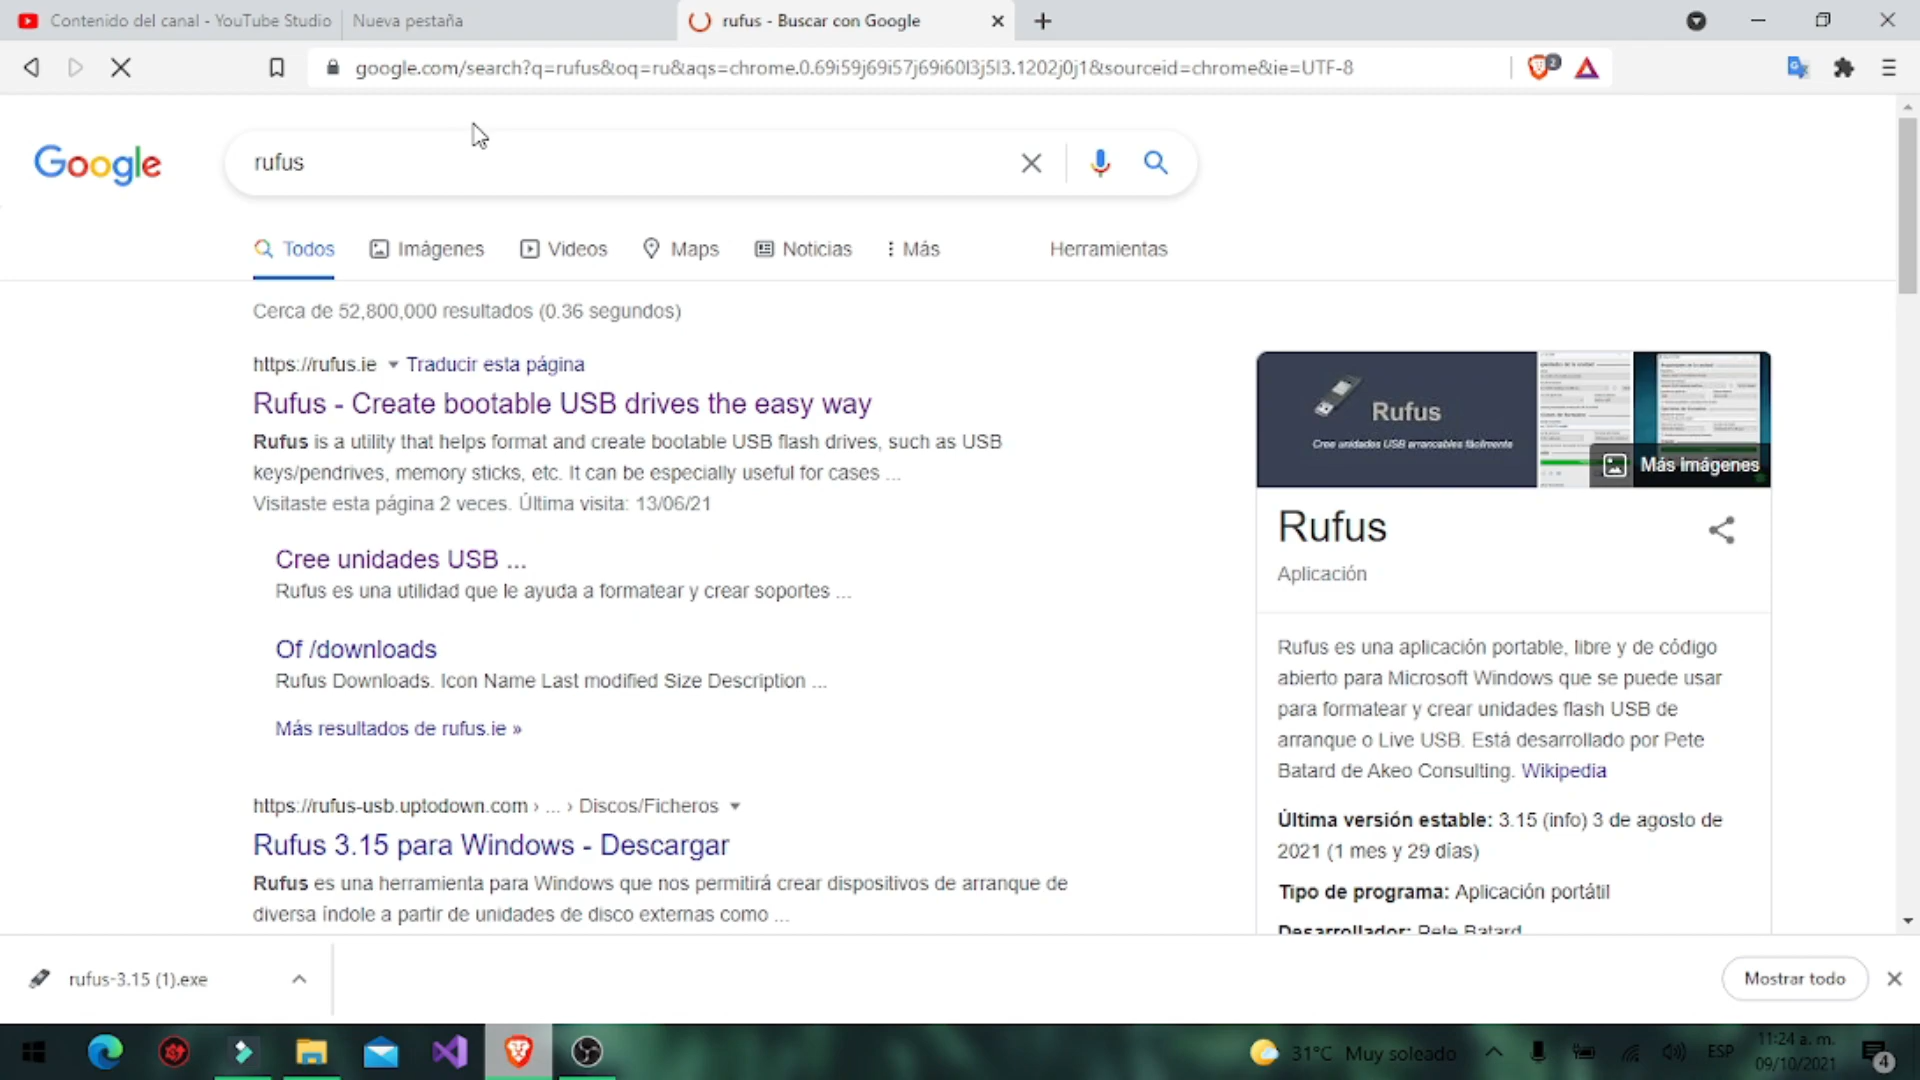 Contenido del canal - YouTube Studio
Nueva pestaña
rufus - Buscar con Google
google.com/search?q=rufus&oq=ru&aqs=chrome.0.69i59j69i57j69i60l3j5l3.1202j0j1&sourceid=chrome&ie=UTF-8
2
Google
rufus
Todos
Imágenes
Videos
Maps
Noticias
Más
Herramientas
Cerca de 52,800,000 resultados (0.36 segundos)
https://rufus.ie
Traducir esta página
Rufus - Create bootable USB drives the easy way
Rufus is a utility that helps format and create bootable USB flash drives, such as USB
keys/pendrives, memory sticks, etc. It can be especially useful for cases ...
Visitaste esta página 2 veces. Última visita: 13/06/21
Cree unidades USB ...
Rufus es una utilidad que le ayuda a formatear y crear soportes ...
Of /downloads
Rufus Downloads. Icon Name Last modified Size Description ...
Más resultados de rufus.ie »
https://rufus-usb.uptodown.com › ... › Discos/Ficheros
Rufus 3.15 para Windows - Descargar
Rufus es una herramienta para Windows que nos permitirá crear dispositivos de arranque de
diversa índole a partir de unidades de disco externas como ...
Rufus
Cree unidades USB arrancables fácilmente
Más imágenes
Rufus
Aplicación
Rufus es una aplicación portable, libre y de código
abierto para Microsoft Windows que se puede usar
para formatear y crear unidades flash USB de
arranque o Live USB. Está desarrollado por Pete
Batard de Akeo Consulting. Wikipedia
Última versión estable: 3.15 (info) 3 de agosto de
2021 (1 mes y 29 días)
Tipo de programa: Aplicación portátil
Desarrollador: Pete Batard
rufus-3.15 (1).exe
Mostrar todo
31°C Muy soleado
ESP
11:24 a. m.
09/10/2021
4